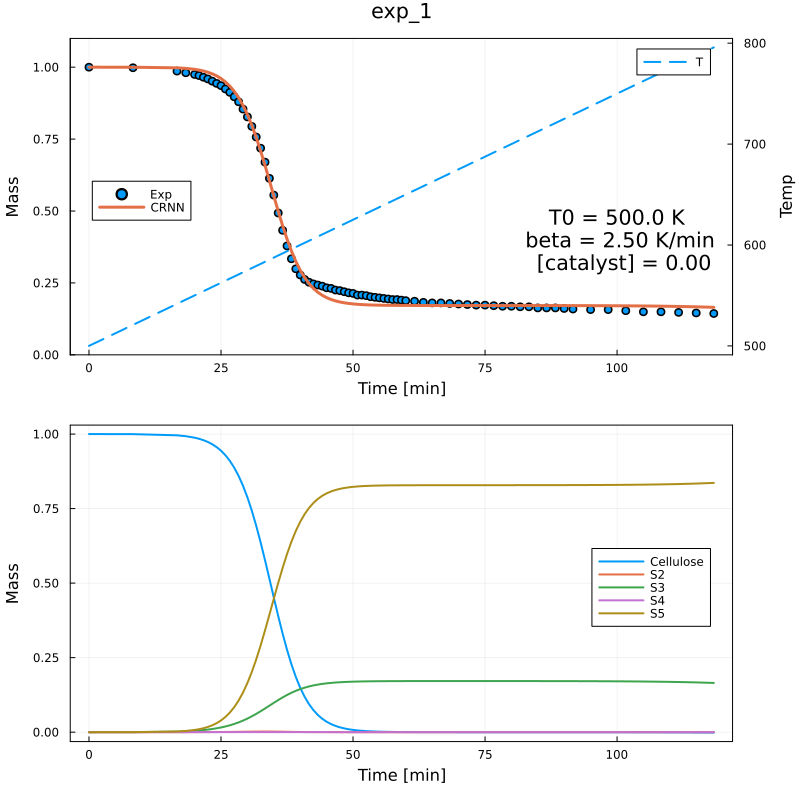 exp_1
Mass
1.00
0.75
0.50
0.25
0.00
T
Exp
CRNN
T0 = 500.0 K
beta = 2.50 K/min
[catalyst] = 0.00
800
700
600
500
Temp
0 25 50 75 100
Time [min]
Mass
1.00
0.75
0.50
0.25
0.00
Cellulose
S2
S3
S4
S5
0 25 50 75 100
Time [min]